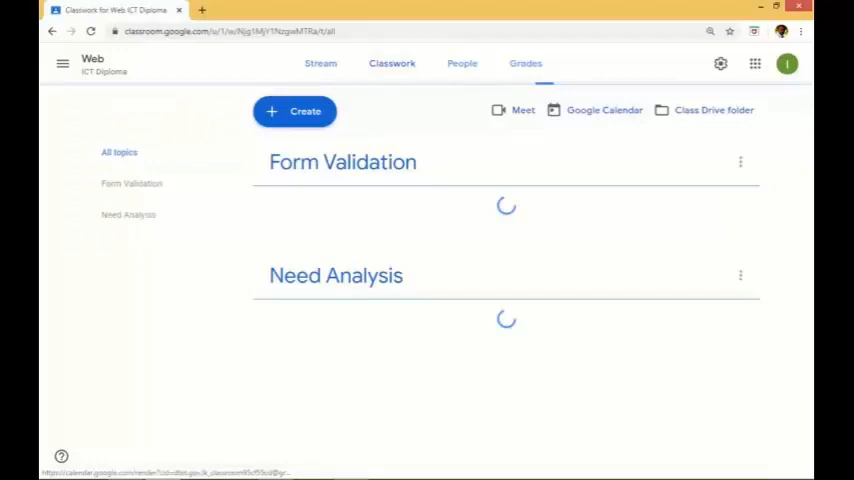 Classwork for Web ICT Diploma
Web
ICT Diploma
Stream
Classwork
People
Grades
Create
Meet
Google Calendar
Class Drive folder
All topics
Form Validation
Need Analysis
Form Validation
Need Analysis